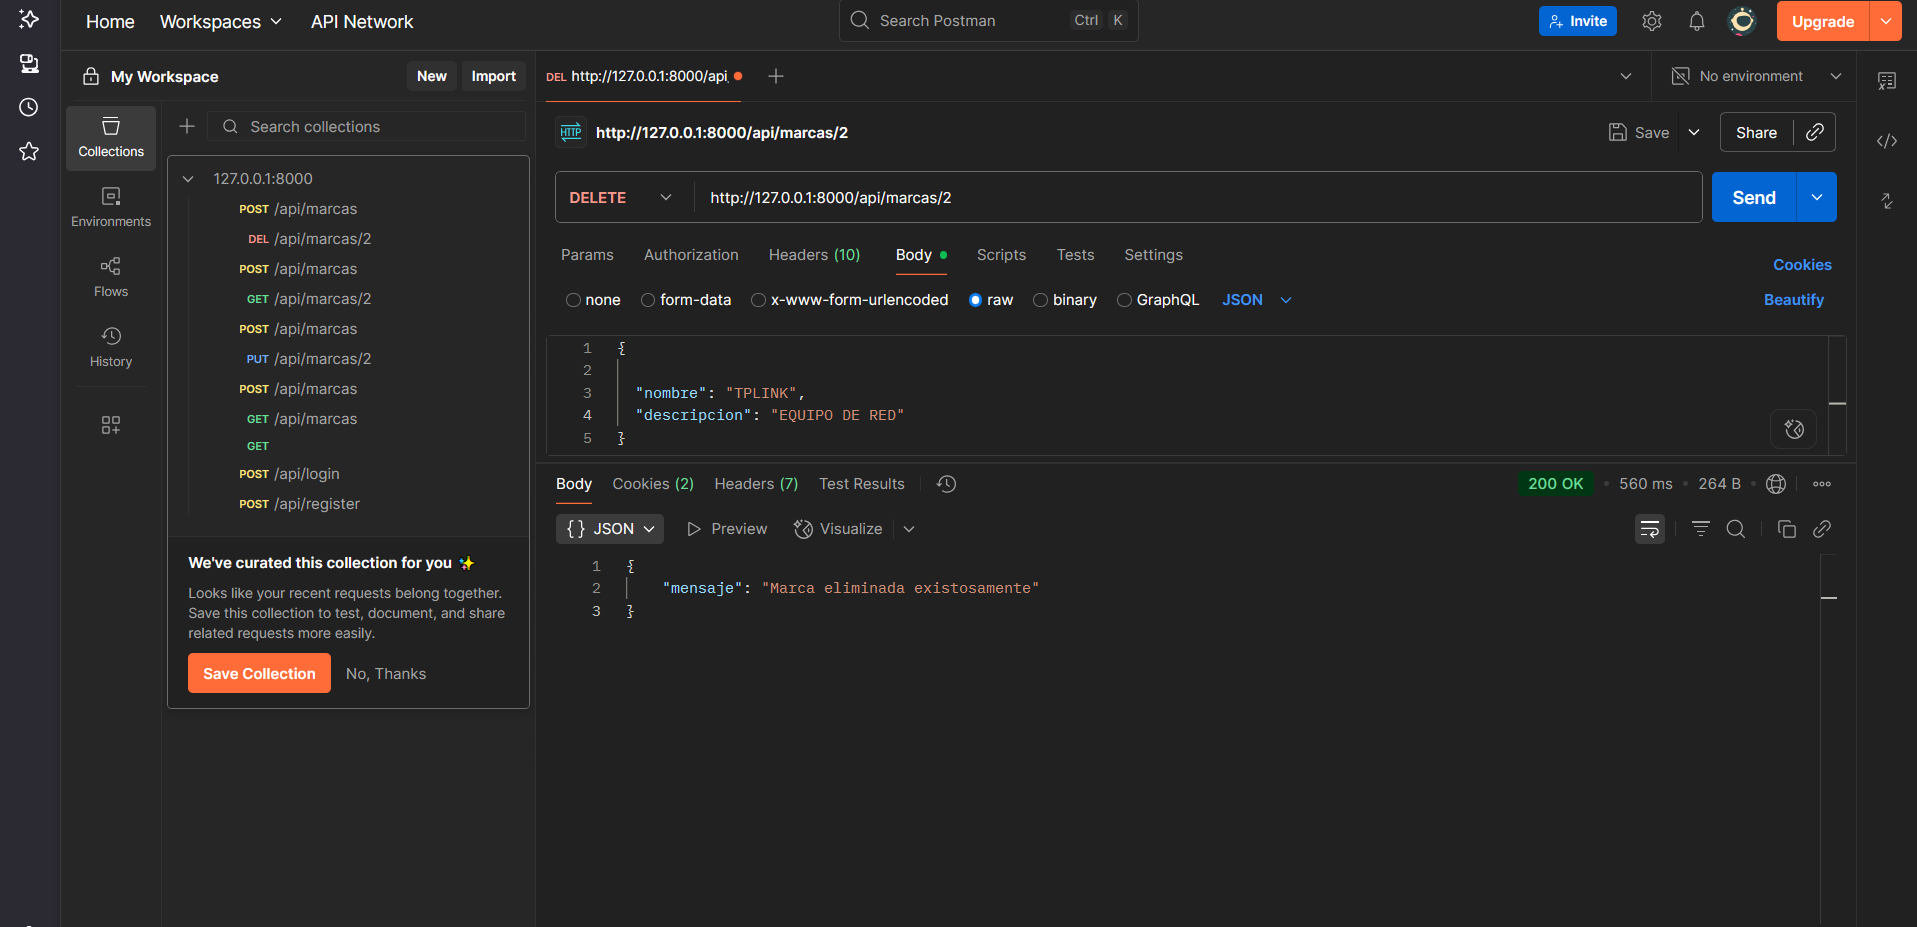 Home Workspaces API Network Search Postman Ctrl K Invite Upgrade
My Workspace New Import
DEL http://127.0.0.1:8000/api No environment
Collections
Environments
Flows
History
Search collections
127.0.0.1:8000
POST /api/marcas
DEL /api/marcas/2
POST /api/marcas
GET /api/marcas/2
POST /api/marcas
PUT /api/marcas/2
POST /api/marcas
GET /api/marcas
GET
POST /api/login
POST /api/register
We've curated this collection for you ✨
Looks like your recent requests belong together.
Save this collection to test, document, and share
related requests more easily.
Save Collection No, Thanks
HTTP http://127.0.0.1:8000/api/marcas/2 Save Share
DELETE http://127.0.0.1:8000/api/marcas/2 Send
Params Authorization Headers (10) Body Scripts Tests Settings Cookies
none form-data x-www-form-urlencoded raw binary GraphQL JSON Beautify
1 {
2
3 "nombre": "TPLINK",
4 "descripcion": "EQUIPO DE RED"
5 }
Body Cookies (2) Headers (7) Test Results 200 OK • 560 ms • 264 B •
{} JSON Preview Visualize
1 {
2 "mensaje": "Marca eliminada existosamente"
3 }